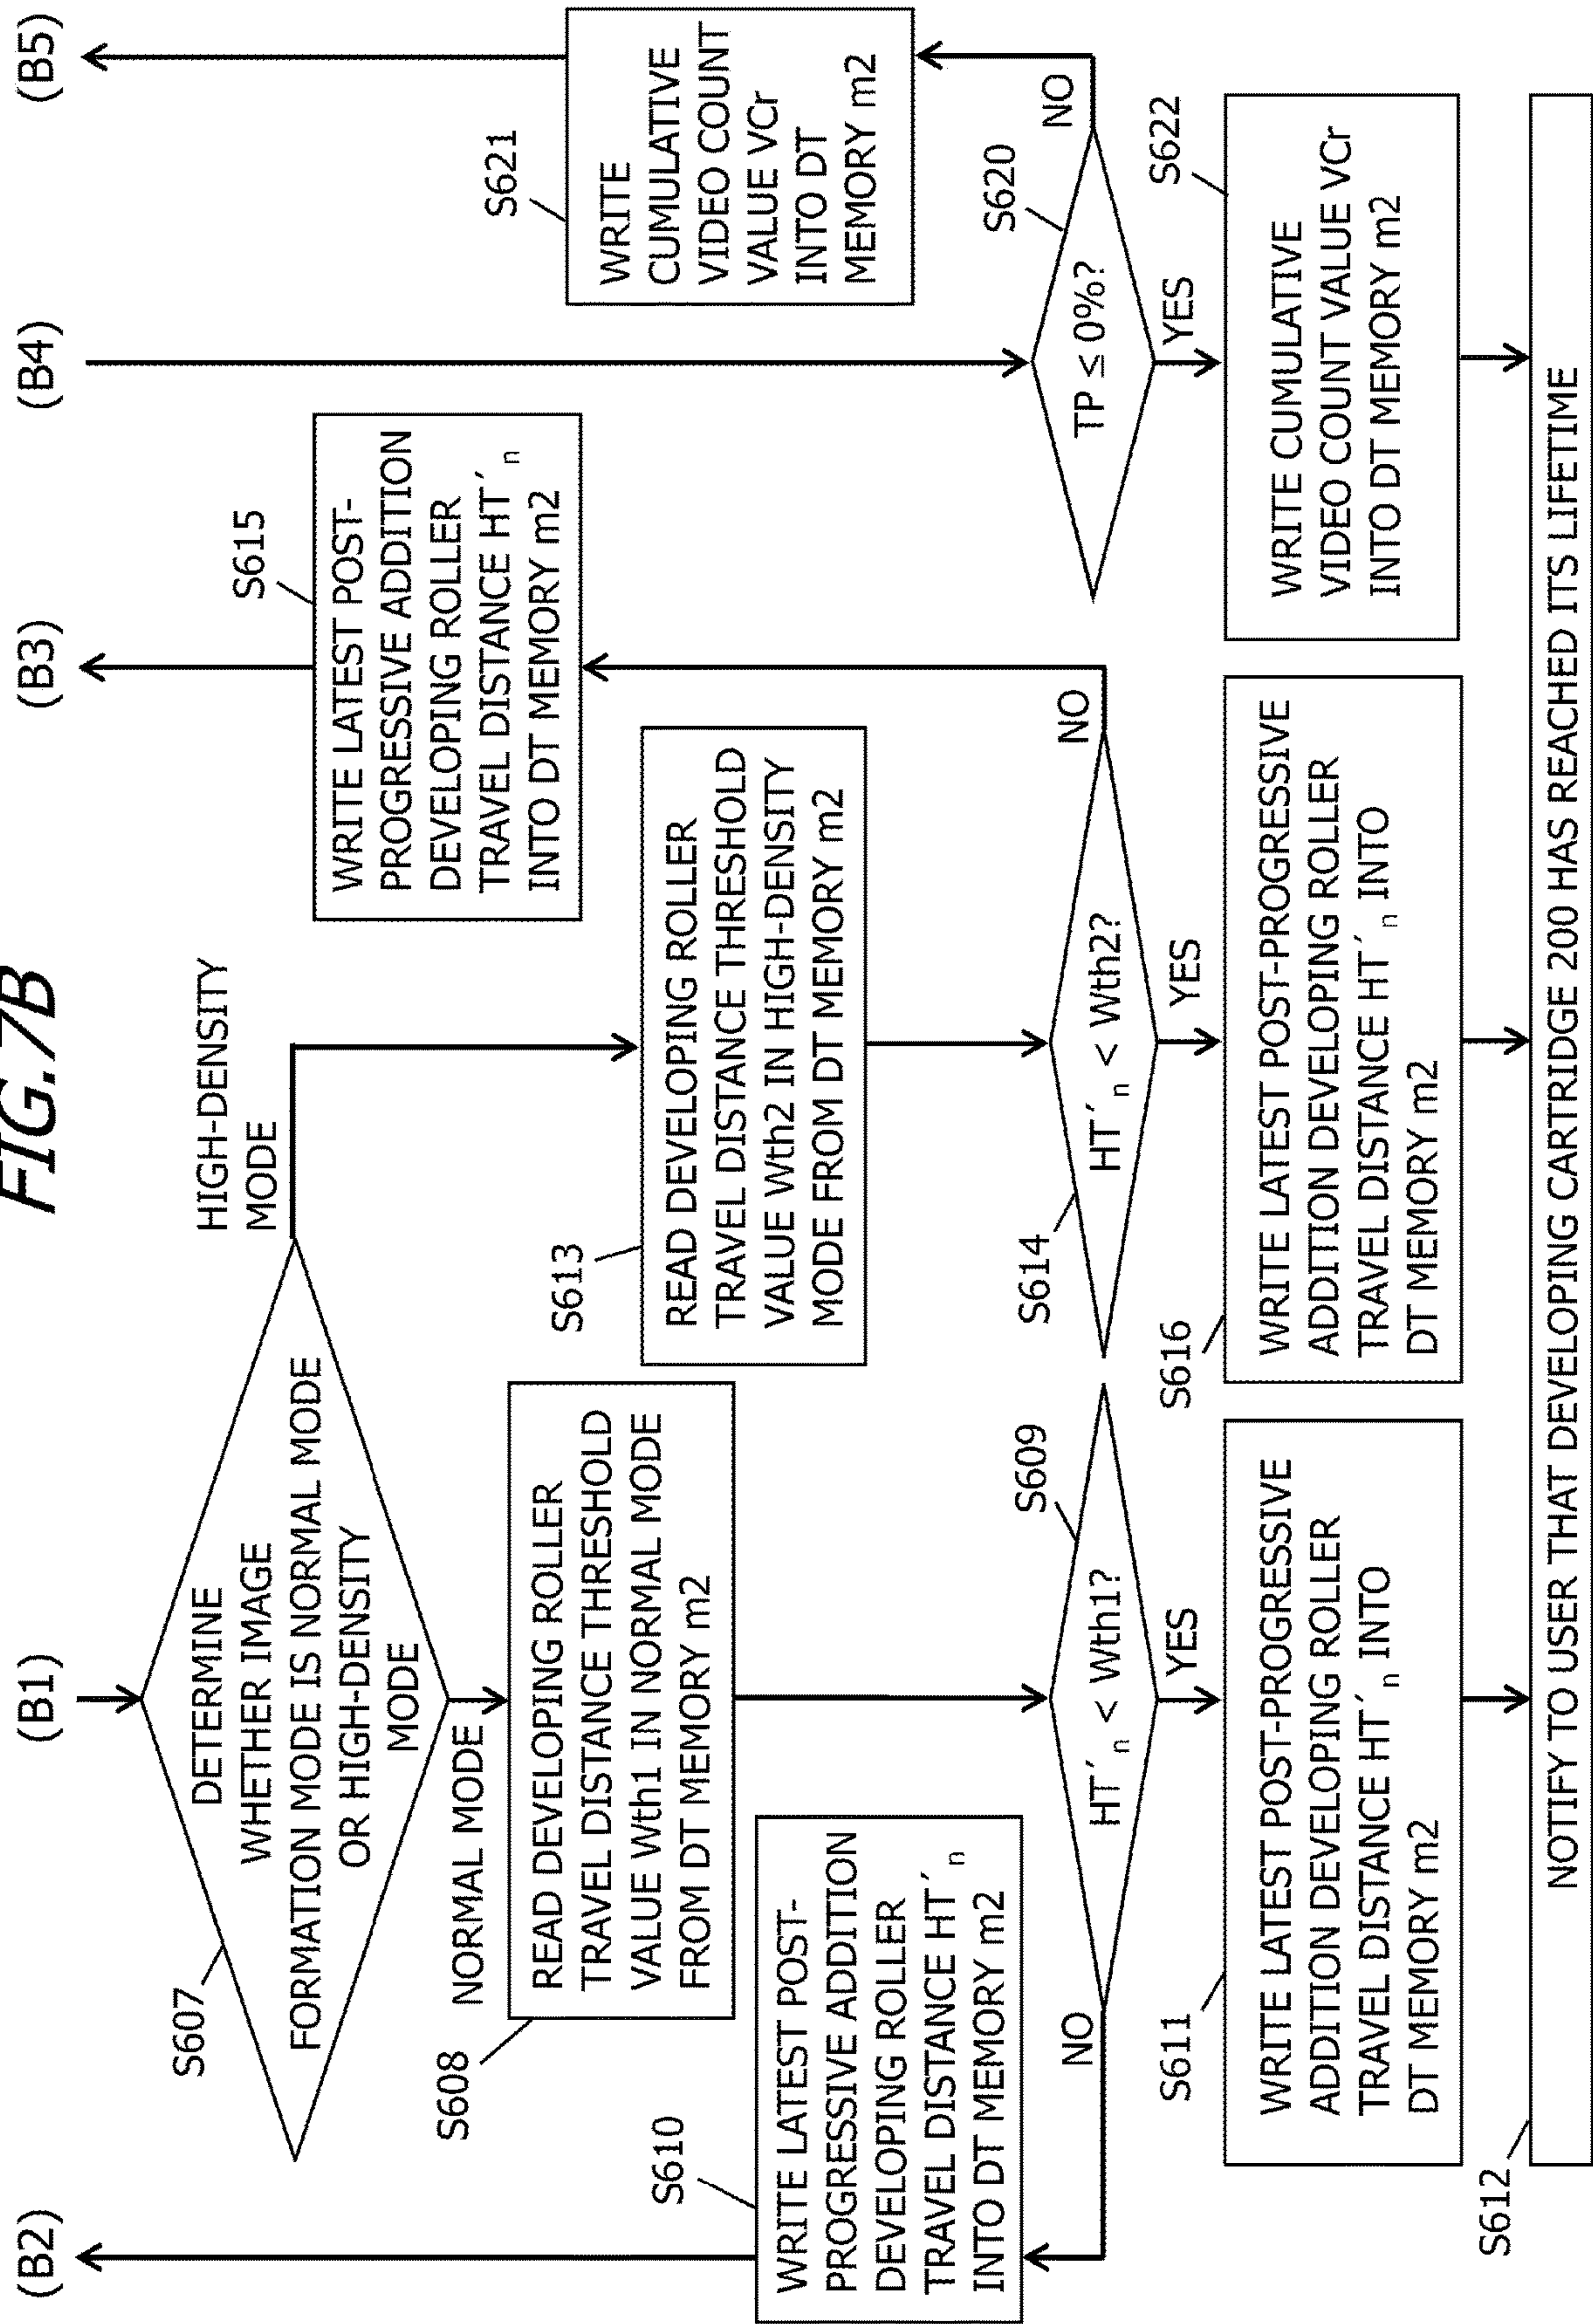 FIG.7B
(B2)
(B1)
(B3)
(B4)
(B5)
S607
DETERMINE
WHETHER IMAGE
FORMATION MODE IS NORMAL MODE
OR HIGH-DENSITY
MODE
HIGH-DENSITY
MODE
NORMAL MODE
S608
READ DEVELOPING ROLLER
TRAVEL DISTANCE THRESHOLD
VALUE Wth1 IN NORMAL MODE
FROM DT MEMORY m2
S610
WRITE LATEST POST-
PROGRESSIVE ADDITION
DEVELOPING ROLLER
TRAVEL DISTANCE HT´n
INTO DT MEMORY m2
S609
HT´n < Wth1?
NO
YES
S611
WRITE LATEST POST-PROGRESSIVE
ADDITION DEVELOPING ROLLER
TRAVEL DISTANCE HT´n INTO
DT MEMORY m2
S613
READ DEVELOPING ROLLER
TRAVEL DISTANCE THRESHOLD
VALUE Wth2 IN HIGH-DENSITY
MODE FROM DT MEMORY m2
S615
WRITE LATEST POST-
PROGRESSIVE ADDITION
DEVELOPING ROLLER
TRAVEL DISTANCE HT´n
INTO DT MEMORY m2
S614
HT´n < Wth2?
NO
YES
S616
WRITE LATEST POST-PROGRESSIVE
ADDITION DEVELOPING ROLLER
TRAVEL DISTANCE HT´n INTO
DT MEMORY m2
S621
WRITE
CUMULATIVE
VIDEO COUNT
VALUE VCr
INTO DT
MEMORY m2
S620
TP ≤ 0%?
NO
YES
S622
WRITE CUMULATIVE
VIDEO COUNT VALUE VCr
INTO DT MEMORY m2
S612
NOTIFY TO USER THAT DEVELOPING CARTRIDGE 200 HAS REACHED ITS LIFETIME